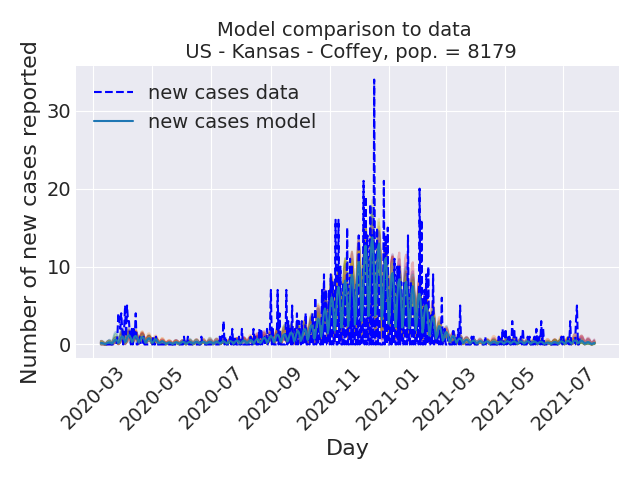 Model comparison to data
US - Kansas - Coffey, pop. = 8179
Number of new cases reported
30
20
10
0
new cases data
new cases model
2020-03
2020-05
2020-07
2020-09
2020-11
2021-01
2021-03
2021-05
2021-07
Day